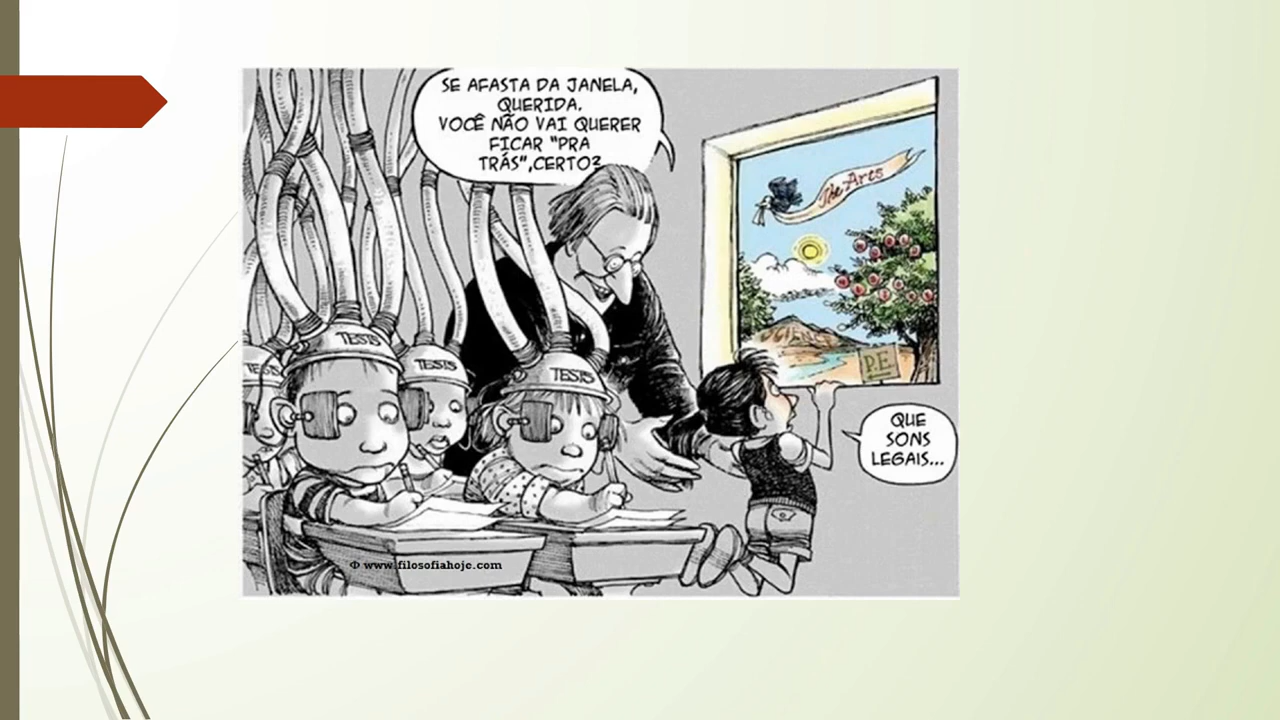 SE AFASTA DA JANELA,
QUERIDA.
VOCÊ NÃO VAI QUERER
FICAR "PRA
TRÁS",CERTO?
The Arts
SCIENCE
P.E.
TESTS
TESTS
TESTS
QUE
SONS
LEGAIS...
Φ www.filosofiahoje.com